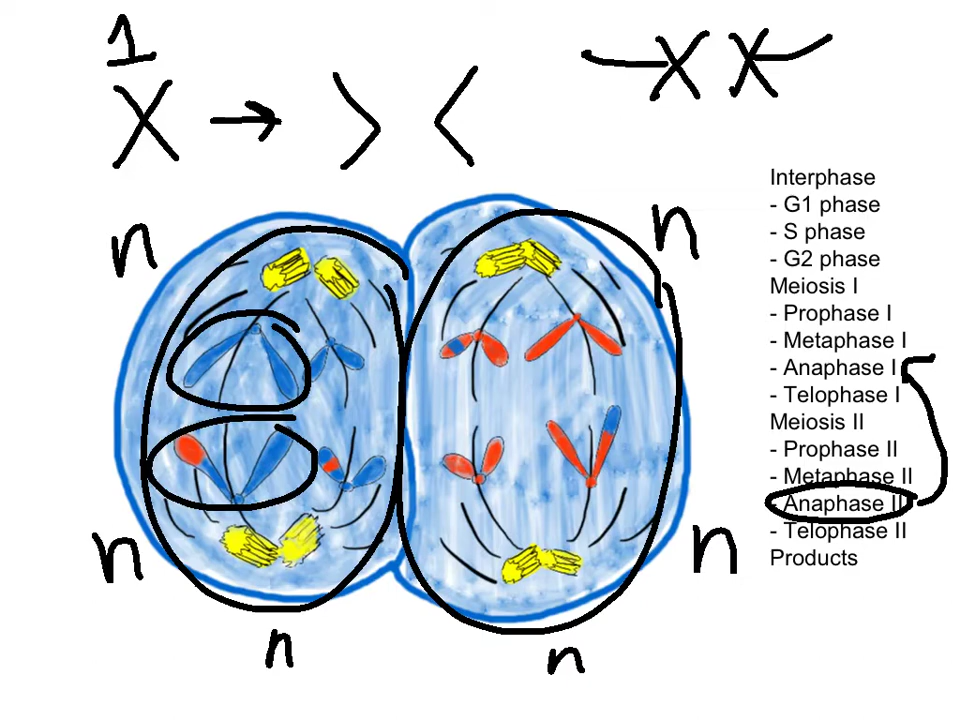 1
X → > <
X X
n
n
n
n
n
n
Interphase
- G1 phase
- S phase
- G2 phase
Meiosis I
- Prophase I
- Metaphase I
- Anaphase I
- Telophase I
Meiosis II
- Prophase II
- Metaphase II
- Anaphase II
- Telophase II
Products